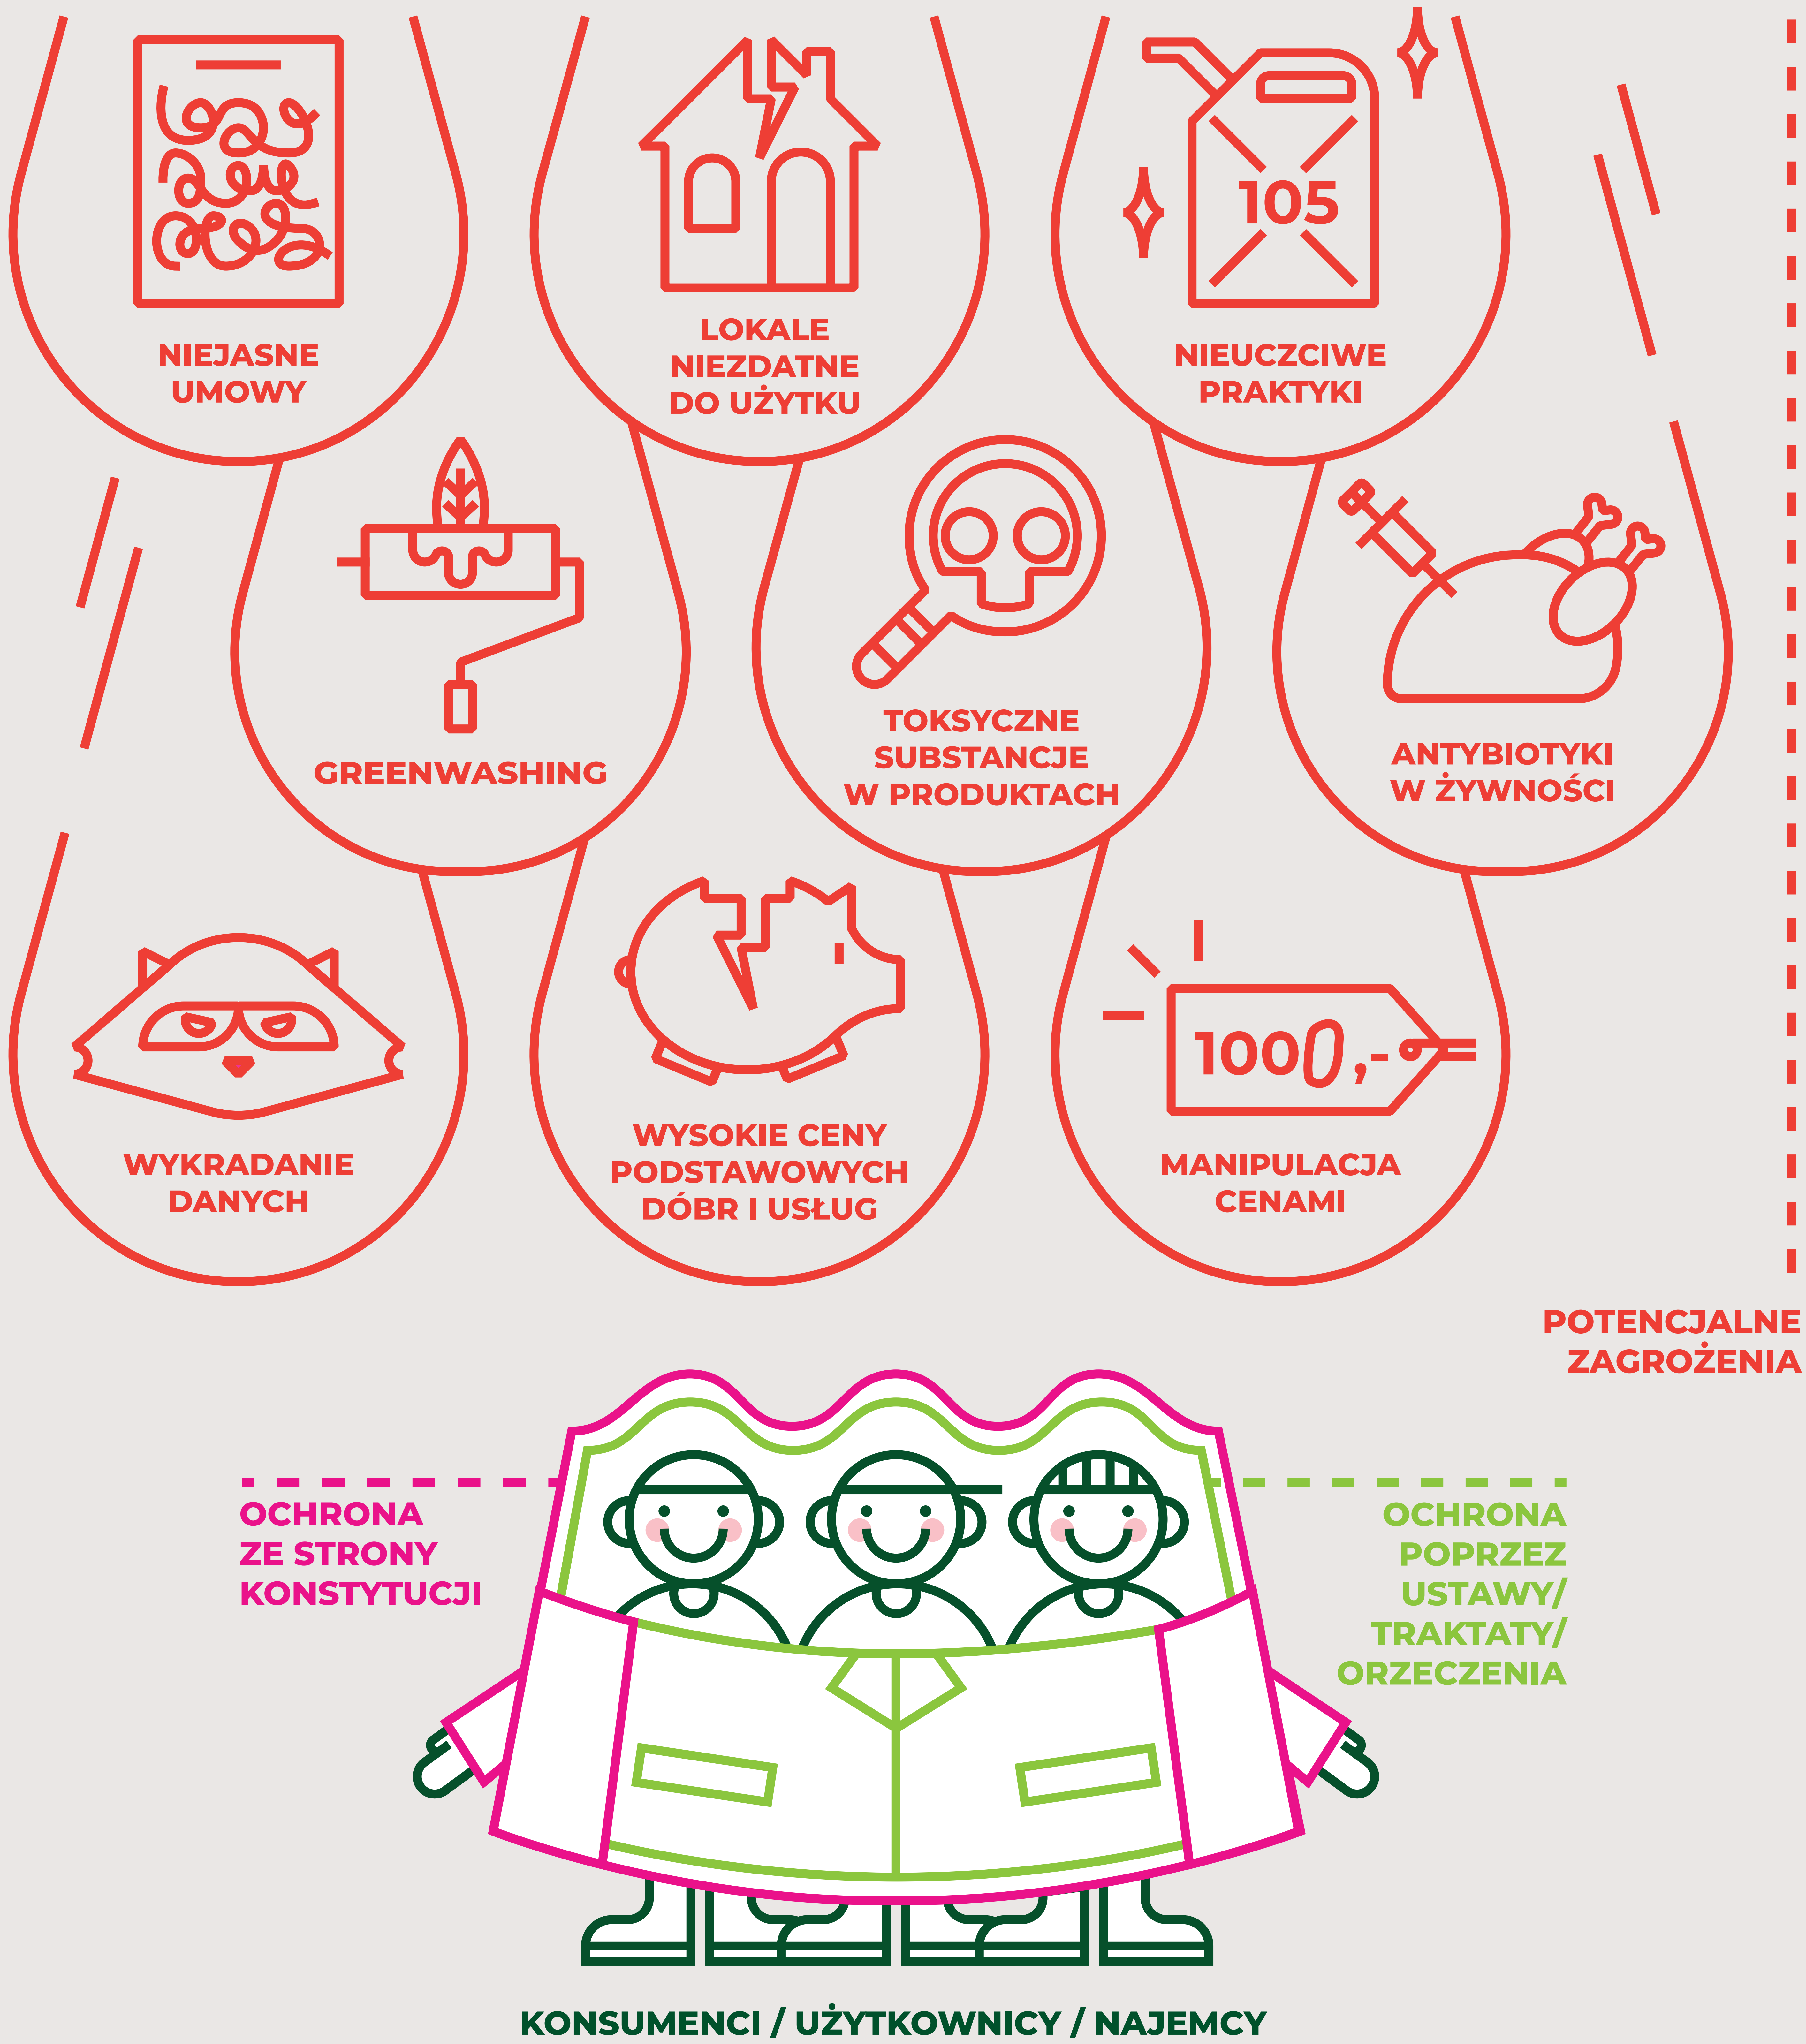 NIEJASNE
UMOWY
LOKALE
NIEZDATNE
DO UŻYTKU
105
NIEUCZCIWE
PRAKTYKI
GREENWASHING
TOKSYCZNE
SUBSTANCJE
W PRODUKTACH
ANTYBIOTYKI
W ŻYWNOŚCI
WYKRADANIE
DANYCH
WYSOKIE CENY
PODSTAWOWYCH
DÓBR I USŁUG
1000,-
MANIPULACJA
CENAMI
POTENCJALNE
ZAGROŻENIA
OCHRONA
ZE STRONY
KONSTYTUCJI
OCHRONA
POPRZEZ
USTAWY/
TRAKTATY/
ORZECZENIA
KONSUMENCI / UŻYTKOWNICY / NAJEMCY